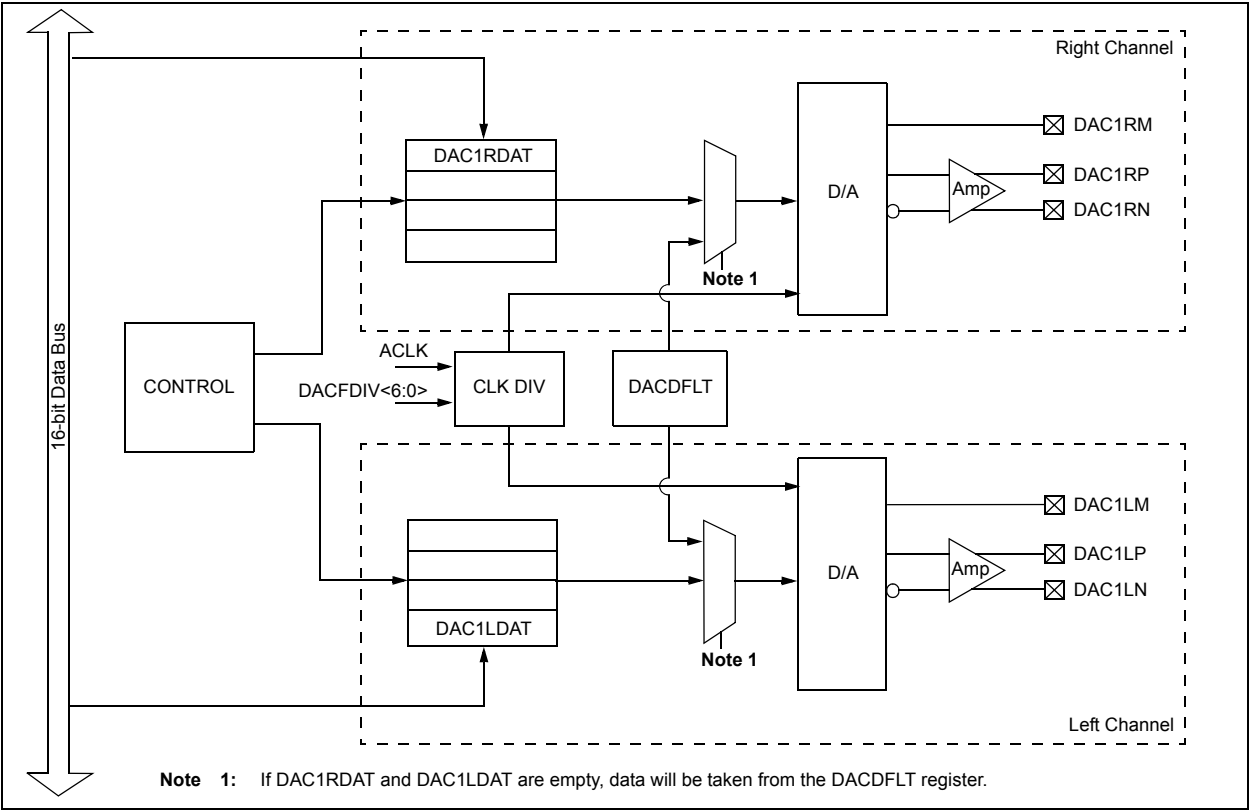 Right Channel
DAC1RDAT
D/A
DAC1RM
DAC1RP
DAC1RN
Amp
Note 1
16-bit Data Bus
CONTROL
ACLK
DACFDIV<6:0>
CLK DIV
DACDFLT
DAC1LDAT
D/A
DAC1LM
DAC1LP
DAC1LN
Amp
Note 1
Left Channel
Note 1: If DAC1RDAT and DAC1LDAT are empty, data will be taken from the DACDFLT register.